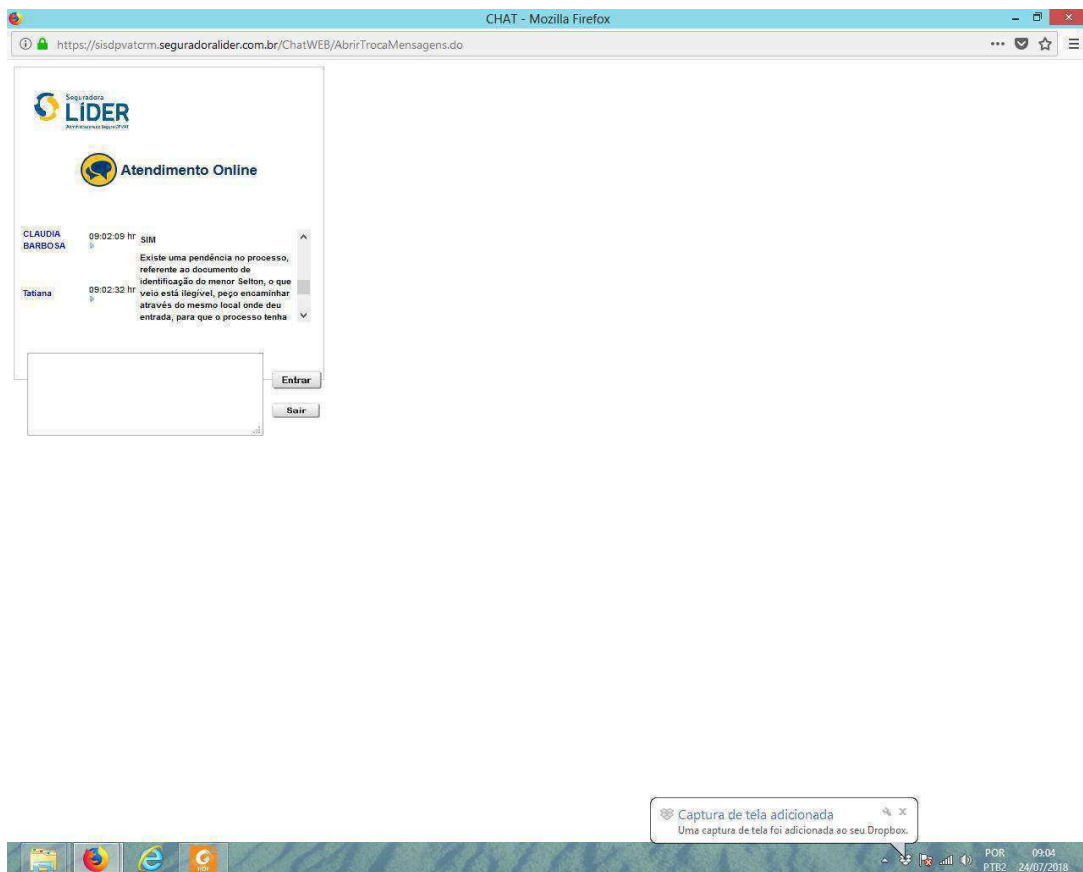 CHAT - Mozilla Firefox
https://sisdpvatcrm.seguradoralider.com.br/ChatWEB/AbrirTrocaMensagens.do
Seguradora
LÍDER
Atendimento Online
CLAUDIA BARBOSA 09:02:09 hr SIM
Tatiana 09:02:32 hr
Existe uma pendência no processo,
referente ao documento de
identificação do menor Selton, o que
veio está ilegível, peço encaminhar
através do mesmo local onde deu
entrada, para que o processo tenha
Entrar
Sair
Captura de tela adicionada
Uma captura de tela foi adicionada ao seu Dropbox.
POR 09:04
PTB2 24/07/2018